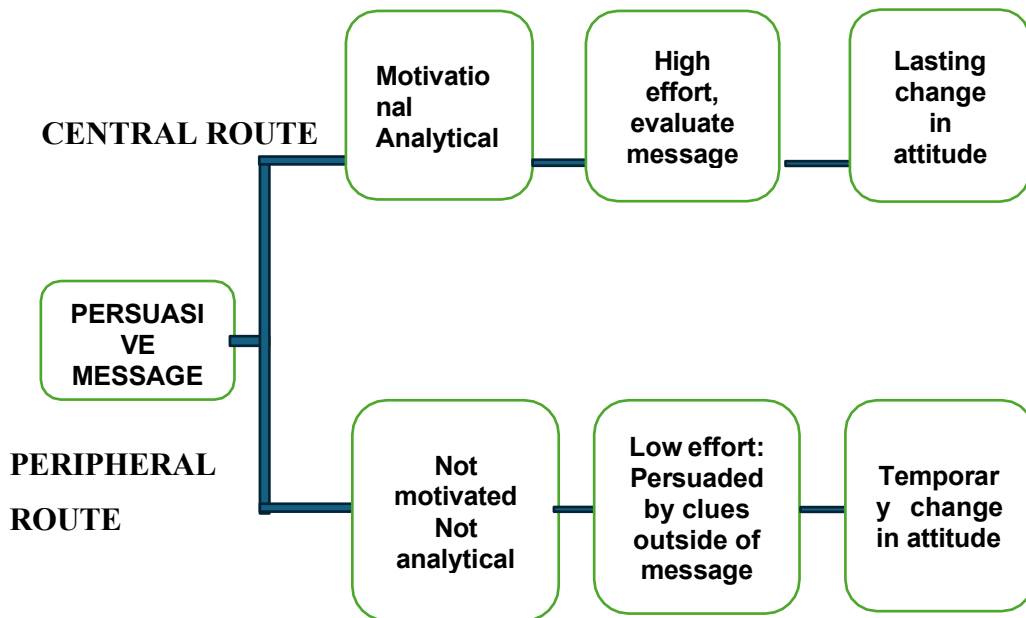 CENTRAL ROUTE
Motivatio
nal
Analytical
High
effort,
evaluate
message
Lasting
change
in
attitude
PERSUASI
VE
MESSAGE
PERIPHERAL
ROUTE
Not
motivated
Not
analytical
Low effort:
Persuaded
by clues
outside of
message
Temporar
y change
in attitude